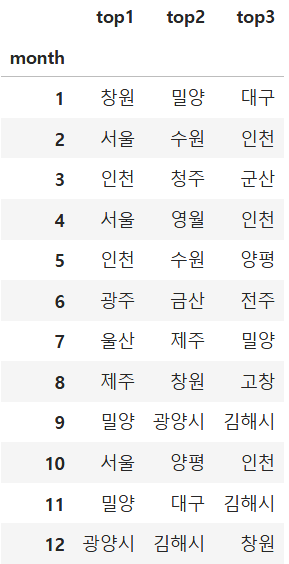 top1 top2 top3
month
1 창원 밀양 대구
2 서울 수원 인천
3 인천 청주 군산
4 서울 영월 인천
5 인천 수원 양평
6 광주 금산 전주
7 울산 제주 밀양
8 제주 창원 고창
9 밀양 광양시 김해시
10 서울 양평 인천
11 밀양 대구 김해시
12 광양시 김해시 창원